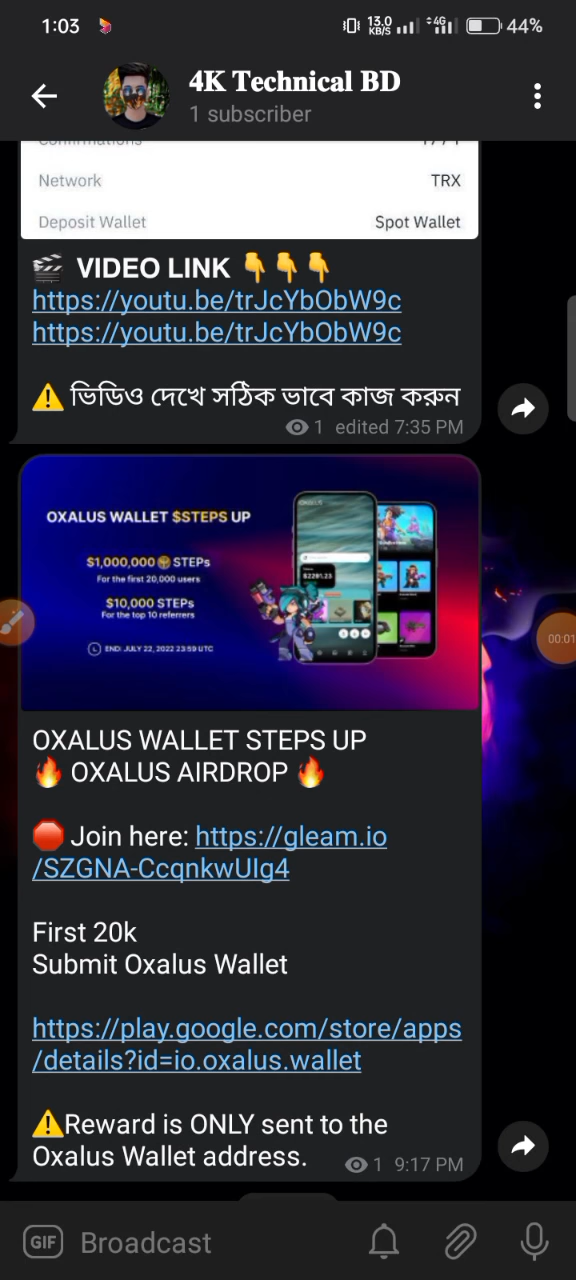 1:03
13.0 KB/S
4G
44%
4K Technical BD
1 subscriber
Confirmations
Network TRX
Deposit Wallet Spot Wallet
🎬 VIDEO LINK 👇👇👇
https://youtu.be/trJcYbObW9c
https://youtu.be/trJcYbObW9c
⚠️ ভিডিও দেখে সঠিক ভাবে কাজ করুন
1 edited 7:35 PM
OXALUS WALLET $STEPS UP
$1,000,000 STEPs
For the first 20,000 users
$10,000 STEPs
For the top 10 referrers
END: JULY 22, 2022 23:59 UTC
00:01
OXALUS WALLET STEPS UP
🔥 OXALUS AIRDROP 🔥
🛑 Join here: https://gleam.io
/SZGNA-CcqnkwUIg4
First 20k
Submit Oxalus Wallet
https://play.google.com/store/apps
/details?id=io.oxalus.wallet
⚠️Reward is ONLY sent to the
Oxalus Wallet address.
1 9:17 PM
GIF Broadcast